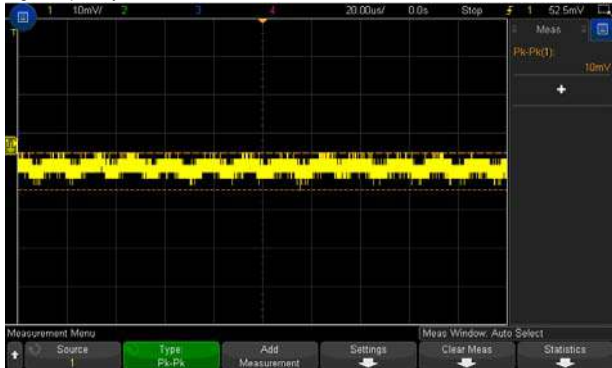 1 10mV/ 2 3 4 20.00us/ 0.0s Stop 1 52.5mV
T
Meas
Pk-Pk(1):
10mV
+
Measurement Menu
Meas Window: Auto Select
Source
1
Type
Pk-Pk
Add
Measurement
Settings
Clear Meas
Statistics